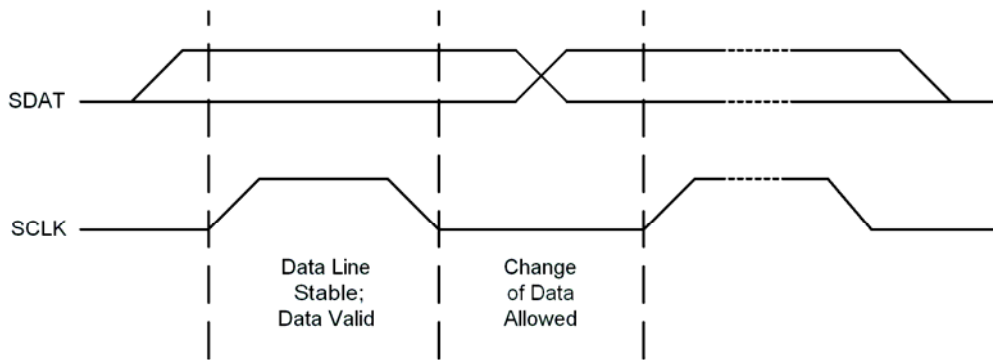 SDAT
SCLK
Data Line
Stable;
Data Valid
Change
of Data
Allowed